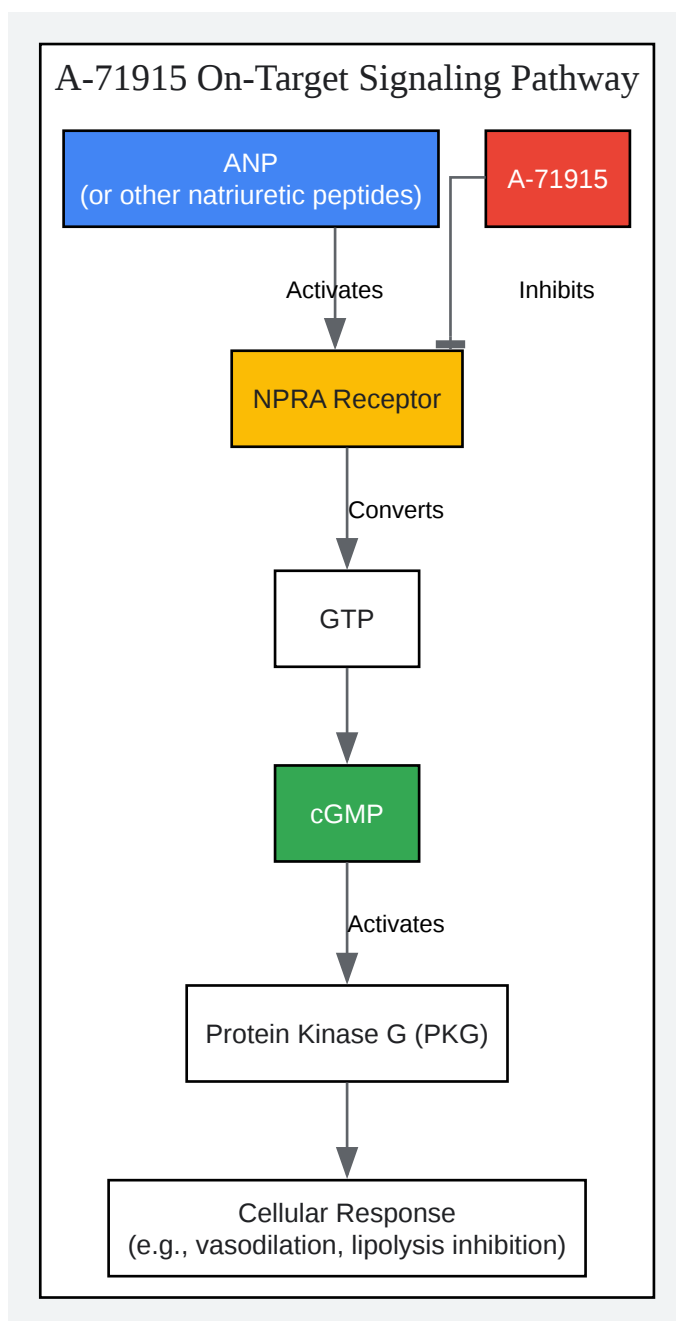 A-71915 On-Target Signaling Pathway
ANP
(or other natriuretic peptides)
A-71915
Activates
Inhibits
NPRA Receptor
Converts
GTP
cGMP
Activates
Protein Kinase G (PKG)
Cellular Response
(e.g., vasodilation, lipolysis inhibition)